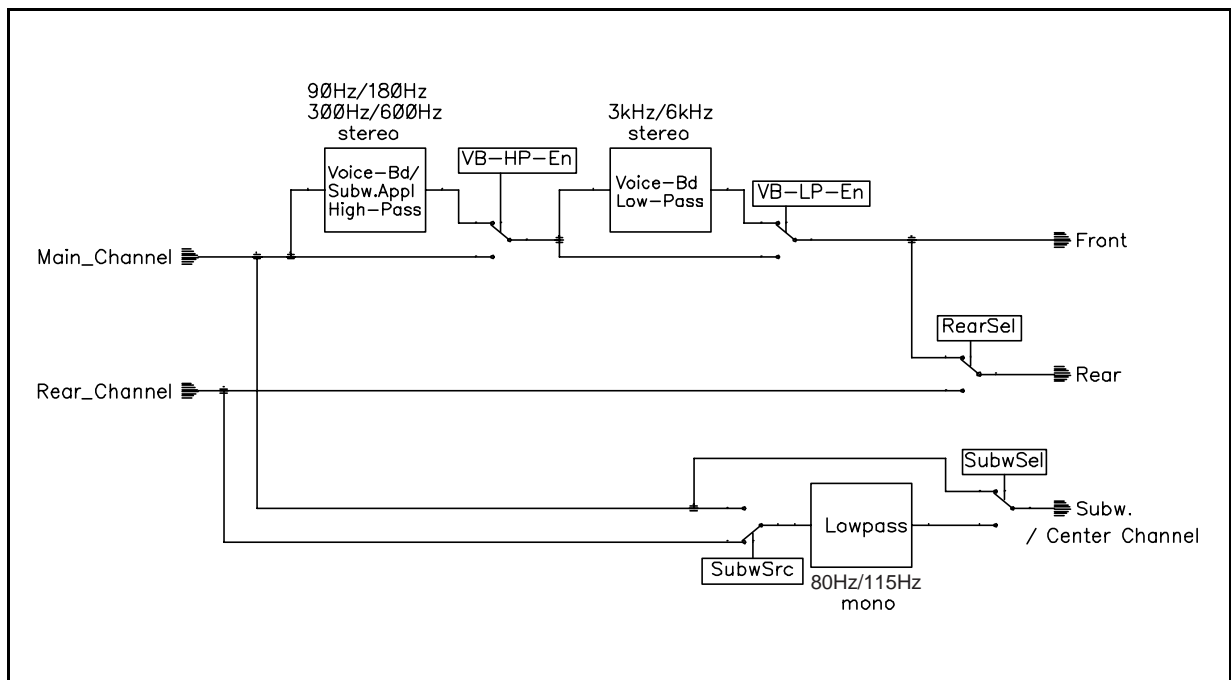 9ØHz/18ØHz
3ØØHz/6ØØHz
stereo
Voice-Bd/
Subw.Appl
High-Pass
VB-HP-En
3kHz/6kHz
stereo
Voice-Bd
Low-Pass
VB-LP-En
Main_Channel
Front
RearSel
Rear_Channel
Rear
SubwSel
Lowpass
Subw.
/ Center Channel
SubwSrc
80Hz/115Hz
mono